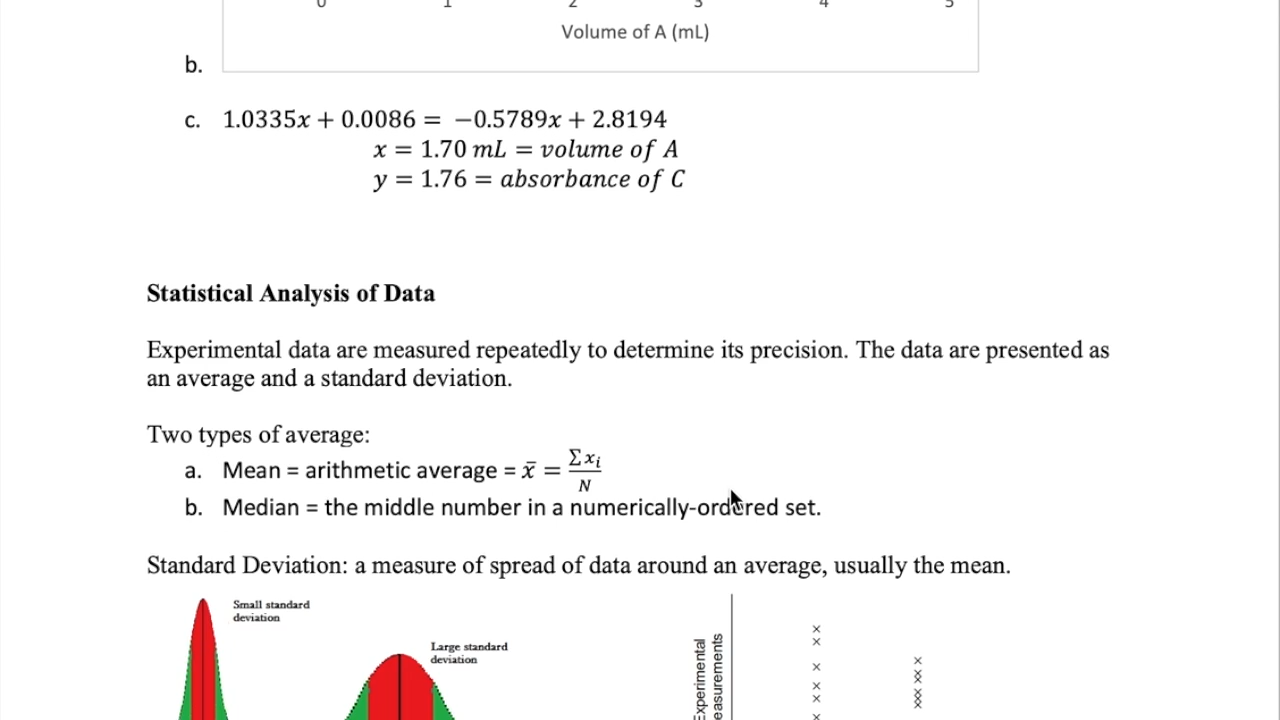 0 1 2 3 4 5
Volume of A (mL)
b.
c. 1.0335x + 0.0086 = −0.5789x + 2.8194
x = 1.70 mL = volume of A
y = 1.76 = absorbance of C
Statistical Analysis of Data
Experimental data are measured repeatedly to determine its precision. The data are presented as
an average and a standard deviation.
Two types of average:
a. Mean = arithmetic average = x̄ = Σxᵢ / N
b. Median = the middle number in a numerically-ordered set.
Standard Deviation: a measure of spread of data around an average, usually the mean.
Small standard
deviation
Large standard
deviation
Experimental
easurements